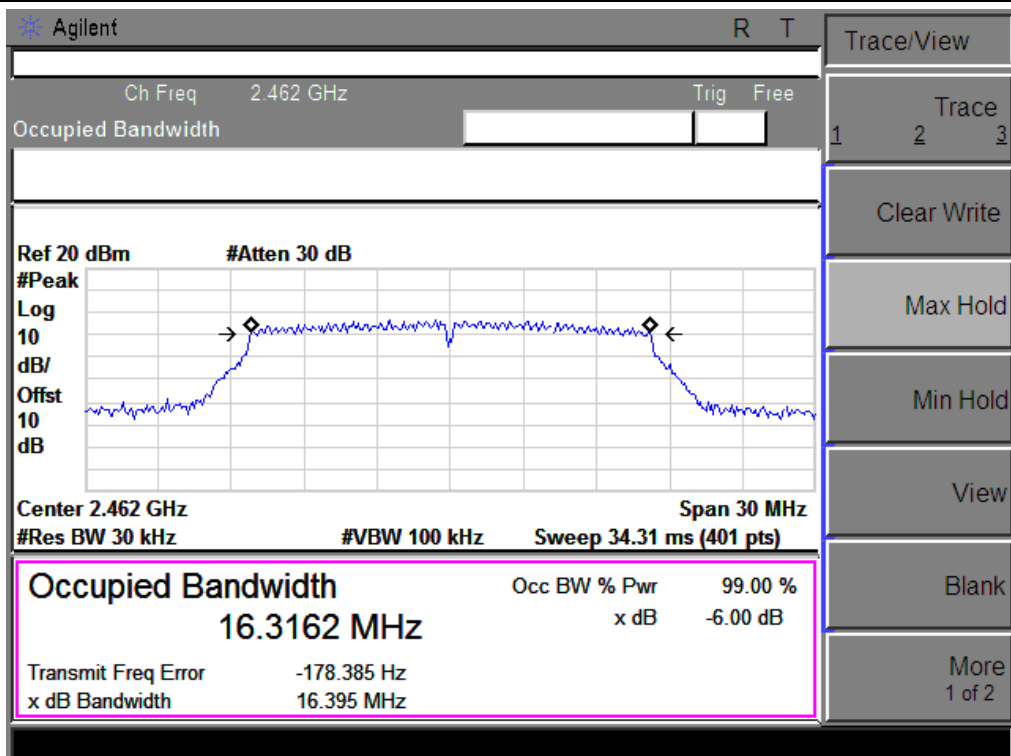 Agilent R T
Ch Freq 2.462 GHz Trig Free
Occupied Bandwidth
Ref 20 dBm #Atten 30 dB
#Peak
Log
10
dB/
Offst
10
dB
Center 2.462 GHz Span 30 MHz
#Res BW 30 kHz #VBW 100 kHz Sweep 34.31 ms (401 pts)
Occupied Bandwidth
16.3162 MHz
Occ BW % Pwr 99.00 %
x dB -6.00 dB
Transmit Freq Error -178.385 Hz
x dB Bandwidth 16.395 MHz
Trace/View
Trace
1 2 3
Clear Write
Max Hold
Min Hold
View
Blank
More
1 of 2